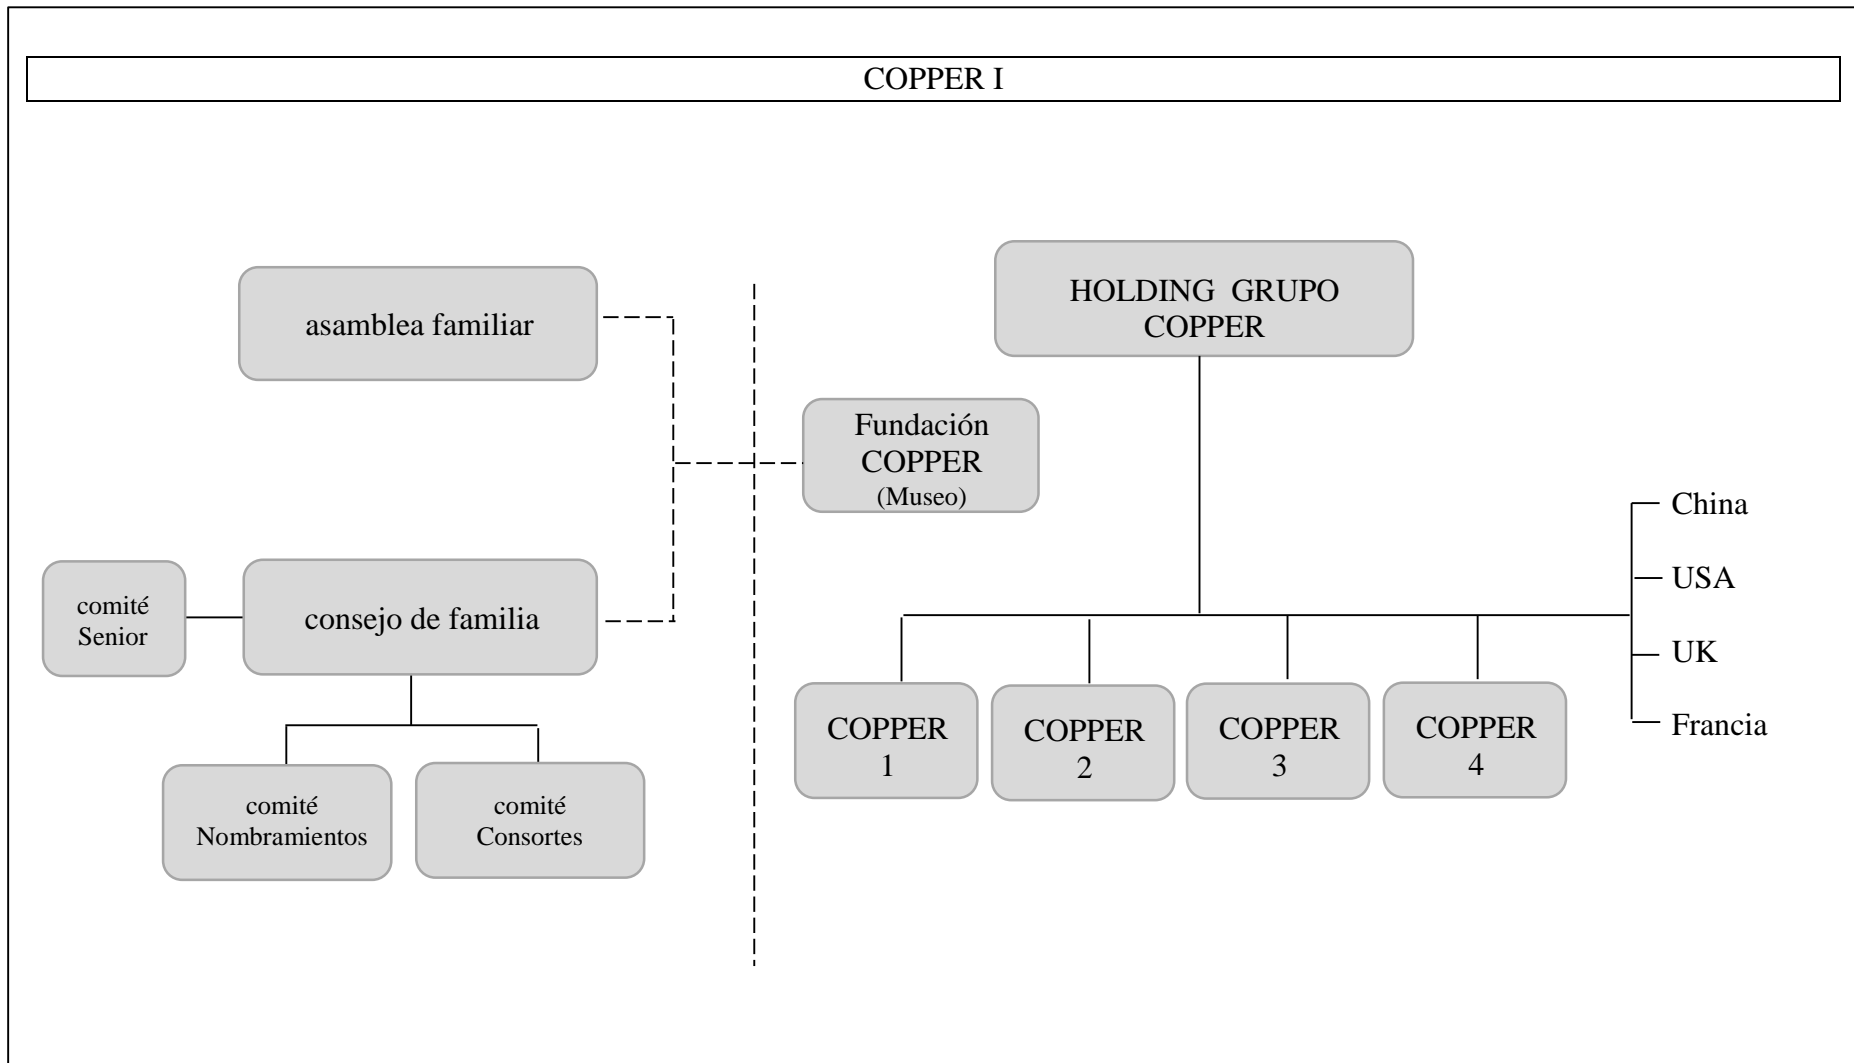 COPPER I
asamblea familiar
HOLDING GRUPO
COPPER
Fundación
COPPER
(Museo)
comité
Senior
consejo de familia
comité
Nombramientos
comité
Consortes
COPPER
1
COPPER
2
COPPER
3
COPPER
4
China
USA
UK
Francia